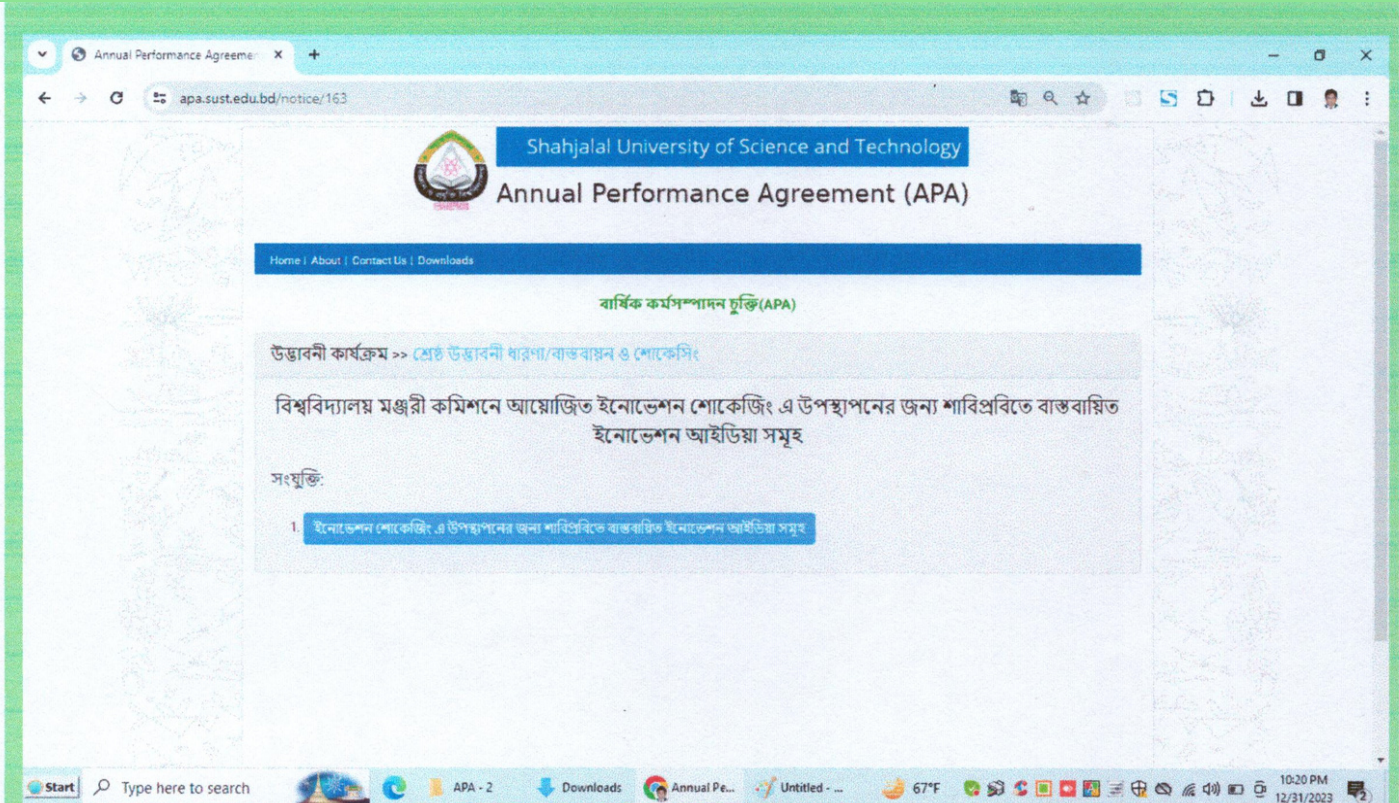 Annual Performance Agreemen
apa.sust.edu.bd/notice/163
Shahjalal University of Science and Technology
Annual Performance Agreement (APA)
Home | About | Contact Us | Downloads
বার্ষিক কর্মসম্পাদন চুক্তি(APA)
উদ্ভাবনী কার্যক্রম >> শ্রেষ্ঠ উদ্ভাবনী ধারণা/বাস্তবায়ন ও শোকেসিং
বিশ্ববিদ্যালয় মঞ্জুরী কমিশনে আয়োজিত ইনোভেশন শোকেজিং এ উপস্থাপনের জন্য শাবিপ্রবিতে বাস্তবায়িত
ইনোভেশন আইডিয়া সমূহ
সংযুক্তি:
1. ইনোভেশন শোকেজিং এ উপস্থাপনের জন্য শাবিপ্রবিতে বাস্তবায়িত ইনোভেশন আইডিয়া সমূহ
Start Type here to search APA - 2 Downloads Annual Pe... Untitled - ... 67°F 10:20 PM
12/31/2023 2